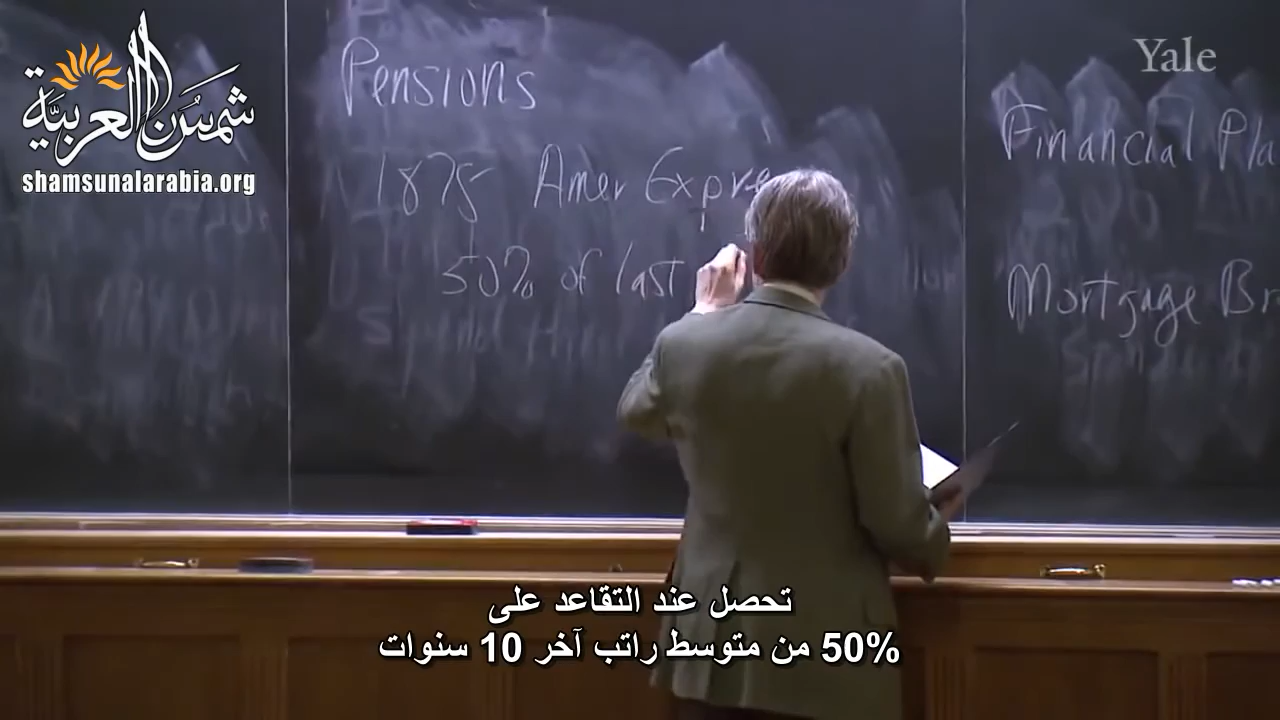 شمس العربية
shamsunalarabia.org
Yale
Pensions
1875 Amer Expre
50% of last
Financial Pla
Mortgage Br
تحصل عند التقاعد على
50% من متوسط راتب آخر 10 سنوات